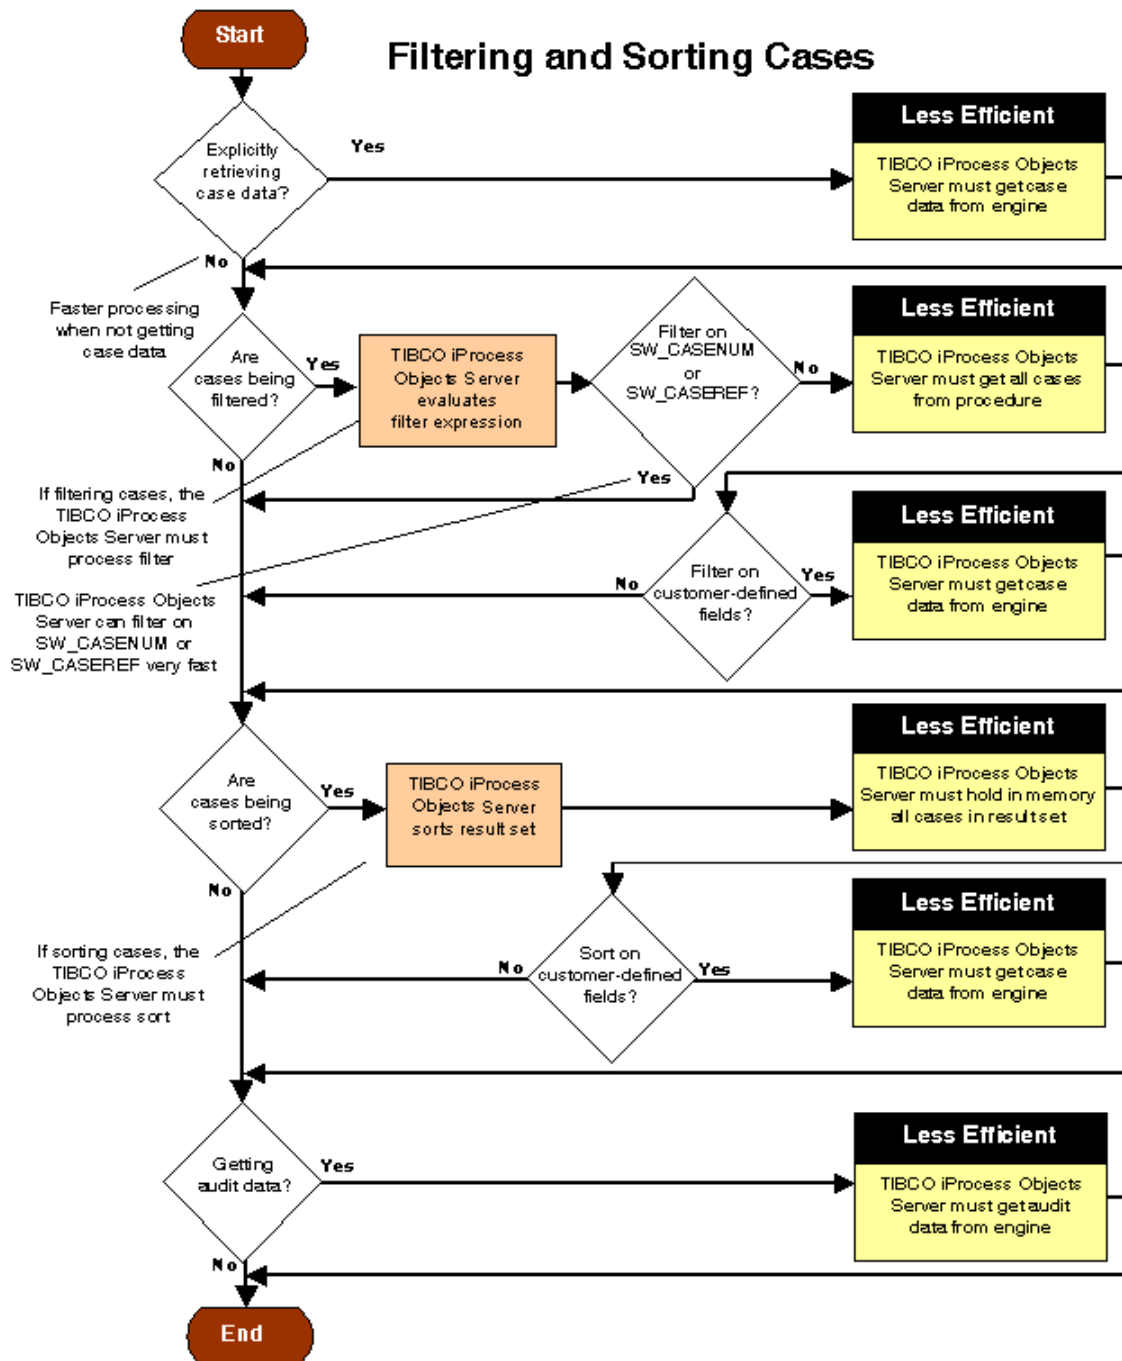 Start
Filtering and Sorting Cases
Explicitly
retrieving
case data?
Yes
Less Efficient
TIBCO iProcess Objects
Server must get case
data from engine
No
Faster processing
when not getting
case data
Are
cases being
filtered?
Yes
TIBCO iProcess
Objects Server
evaluates
filter expression
Filter on
SW_CASENUM
or
SW_CASEREF?
No
Less Efficient
TIBCO iProcess Objects
Server must get all cases
from procedure
No
Yes
If filtering cases, the
TIBCO iProcess
Objects Server must
process filter
Filter on
customer-defined
fields?
No
Yes
Less Efficient
TIBCO iProcess Objects
Server must get case
data from engine
TIBCO iProcess Objects
Server can filter on
SW_CASENUM or
SW_CASEREF very fast
Are
cases being
sorted?
Yes
TIBCO iProcess
Objects Server
sorts result set
Less Efficient
TIBCO iProcess Objects
Server must hold in memory
all cases in result set
No
If sorting cases, the
TIBCO iProcess
Objects Server must
process sort
No
Sort on
customer-defined
fields?
Yes
Less Efficient
TIBCO iProcess Objects
Server must get case
data from engine
Getting
audit data?
Yes
Less Efficient
TIBCO iProcess Objects
Server must get audit
data from engine
No
End